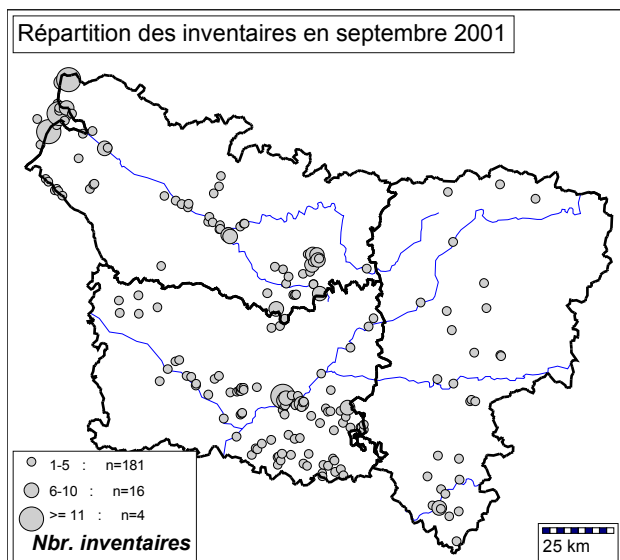 Répartition des inventaires en septembre 2001
1-5 : n=181
6-10 : n=16
>= 11 : n=4
Nbr. inventaires
25 km